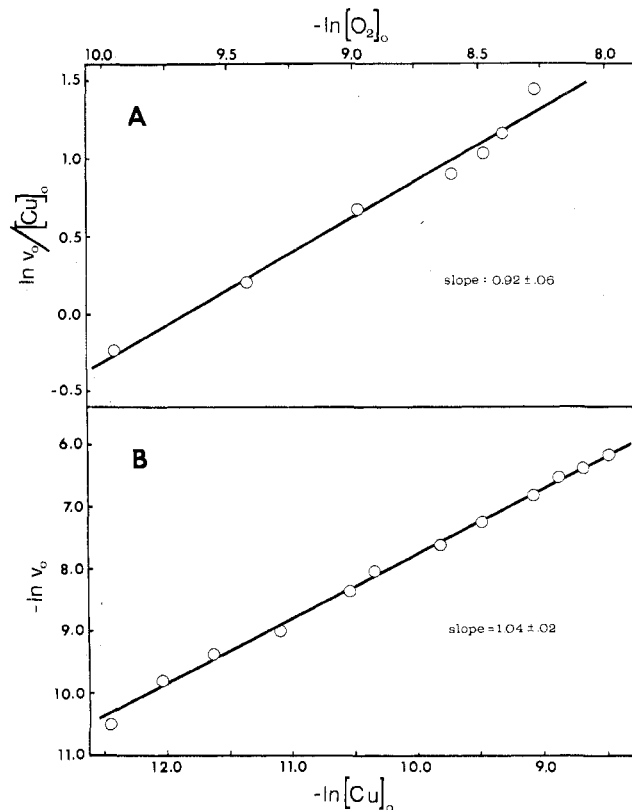 -ln[O₂]ₒ
10.0 9.5 9.0 8.5 8.0
A
1.5
1.0
0.5
0.0
-0.5
ln vₒ/[Cu]ₒ
slope : 0.92 ±.06
B
6.0
7.0
8.0
9.0
10.0
11.0
-ln vₒ
slope = 1.04 ±.02
12.0 11.0 10.0 9.0
-ln[Cu]ₒ